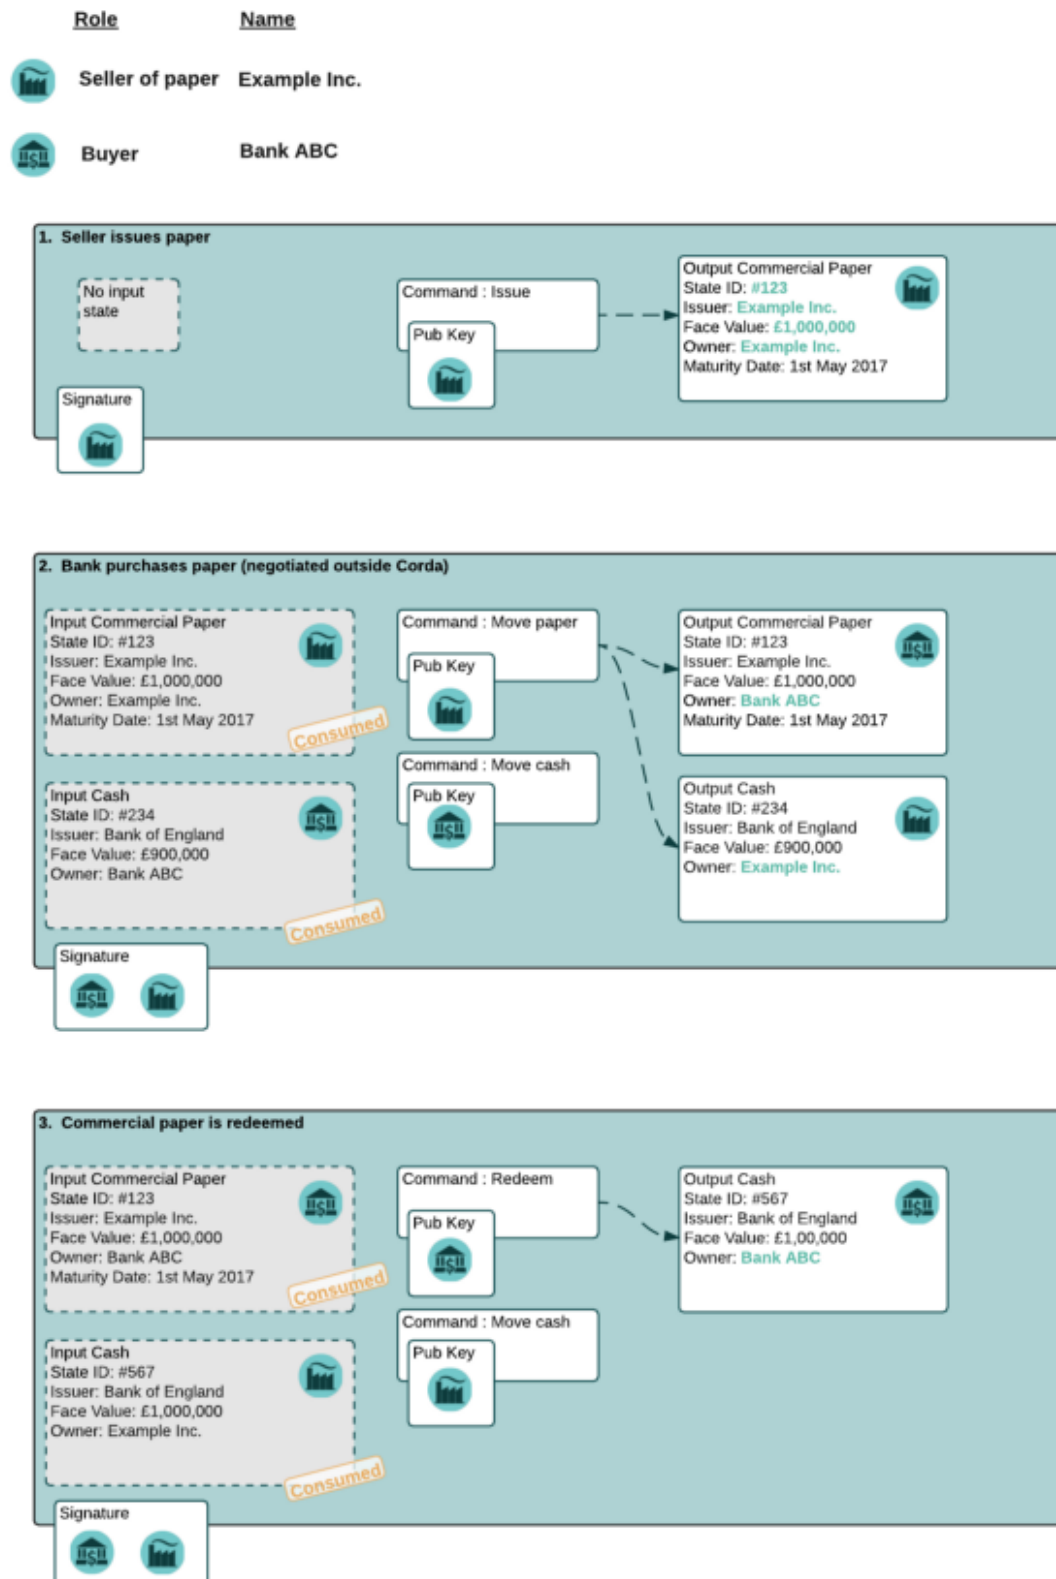 Role Name
Seller of paper Example Inc.
Buyer Bank ABC
1. Seller issues paper
No input
state
Signature
Command : Issue
Pub Key
Output Commercial Paper
State ID: #123
Issuer: Example Inc.
Face Value: £1,000,000
Owner: Example Inc.
Maturity Date: 1st May 2017
2. Bank purchases paper (negotiated outside Corda)
Input Commercial Paper
State ID: #123
Issuer: Example Inc.
Face Value: £1,000,000
Owner: Example Inc.
Maturity Date: 1st May 2017
Consumed
Input Cash
State ID: #234
Issuer: Bank of England
Face Value: £900,000
Owner: Bank ABC
Consumed
Signature
Command : Move paper
Pub Key
Command : Move cash
Pub Key
Output Commercial Paper
State ID: #123
Issuer: Example Inc.
Face Value: £1,000,000
Owner: Bank ABC
Maturity Date: 1st May 2017
Output Cash
State ID: #234
Issuer: Bank of England
Face Value: £900,000
Owner: Example Inc.
3. Commercial paper is redeemed
Input Commercial Paper
State ID: #123
Issuer: Example Inc.
Face Value: £1,000,000
Owner: Bank ABC
Maturity Date: 1st May 2017
Consumed
Input Cash
State ID: #567
Issuer: Bank of England
Face Value: £1,000,000
Owner: Example Inc.
Consumed
Signature
Command : Redeem
Pub Key
Command : Move cash
Pub Key
Output Cash
State ID: #567
Issuer: Bank of England
Face Value: £1,00,000
Owner: Bank ABC